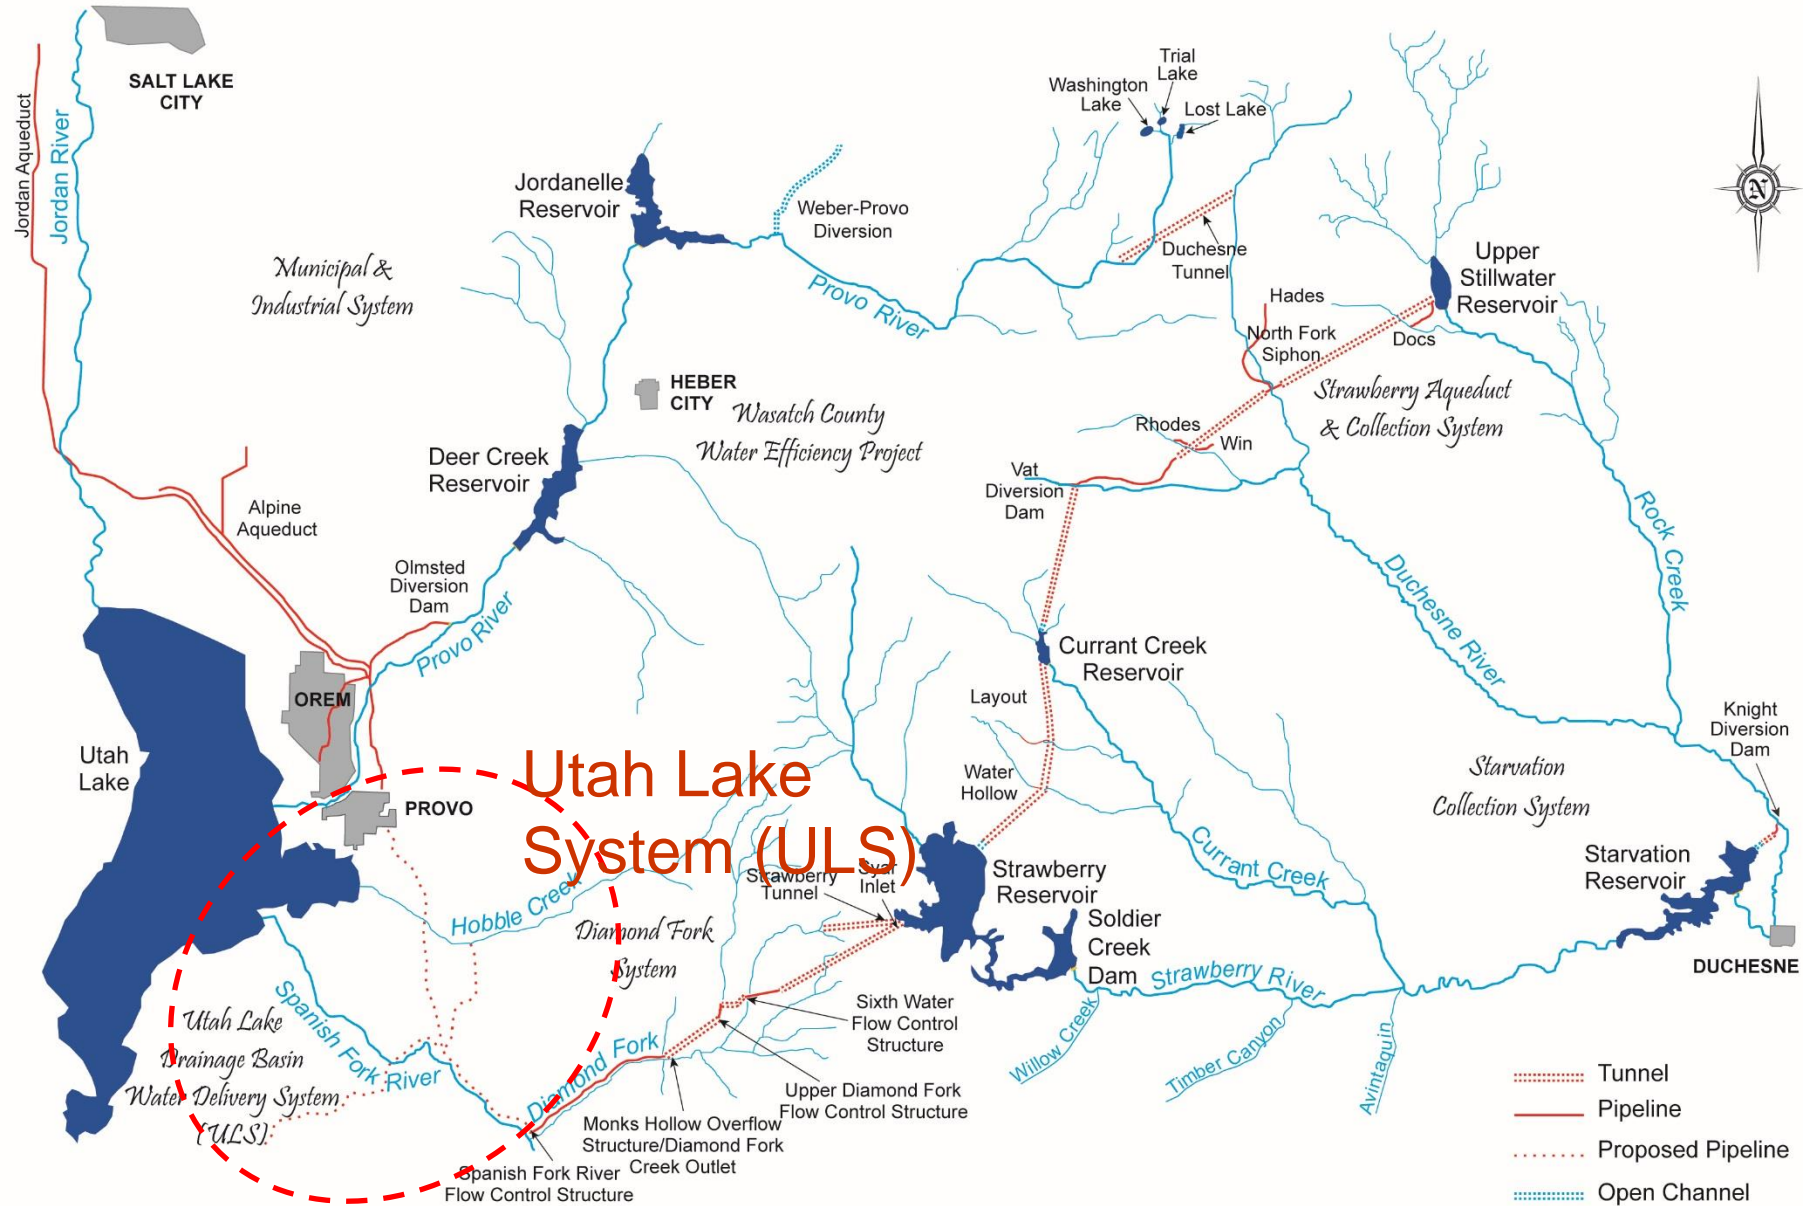 SALT LAKE
CITY
Jordan Aqueduct
Jordan River
Municipal &
Industrial System
Jordanelle
Reservoir
Weber-Provo
Diversion
Provo River
Washington
Lake
Trial
Lake
Lost Lake
Duchesne
Tunnel
N
Upper
Stillwater
Reservoir
Hades
North Fork
Siphon
Docs
Strawberry Aqueduct
& Collection System
HEBER
CITY
Wasatch County
Water Efficiency Project
Rhodes
Win
Vat
Diversion
Dam
Deer Creek
Reservoir
Alpine
Aqueduct
Olmsted
Diversion
Dam
Provo River
Rock Creek
Duchesne River
Currant Creek
Reservoir
Layout
Water
Hollow
OREM
Utah
Lake
PROVO
Utah Lake
System (ULS)
Knight
Diversion
Dam
Starvation
Collection System
Starvation
Reservoir
Currant Creek
Strawberry
Reservoir
Strawberry
Tunnel
Syar
Inlet
Soldier
Creek
Dam
Hobble Creek
Diamond Fork
System
Strawberry River
DUCHESNE
Sixth Water
Flow Control
Structure
Willow Creek
Timber Canyon
Avintaquin
Spanish Fork River
Utah Lake
Drainage Basin
Water Delivery System
(ULS)
Diamond Fork
Upper Diamond Fork
Flow Control Structure
Monks Hollow Overflow
Structure/Diamond Fork
Creek Outlet
Spanish Fork River
Flow Control Structure
Tunnel
Pipeline
Proposed Pipeline
Open Channel